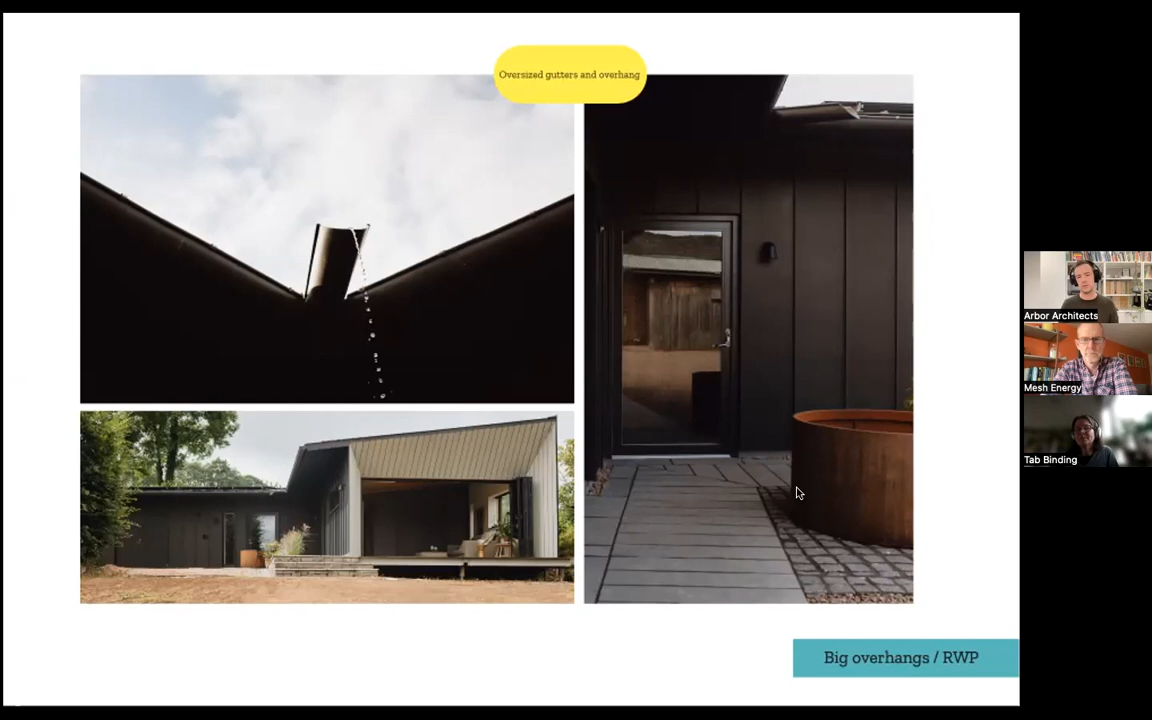 Oversized gutters and overhang
Arbor Architects
Mesh Energy
Tab Binding
Big overhangs / RWP